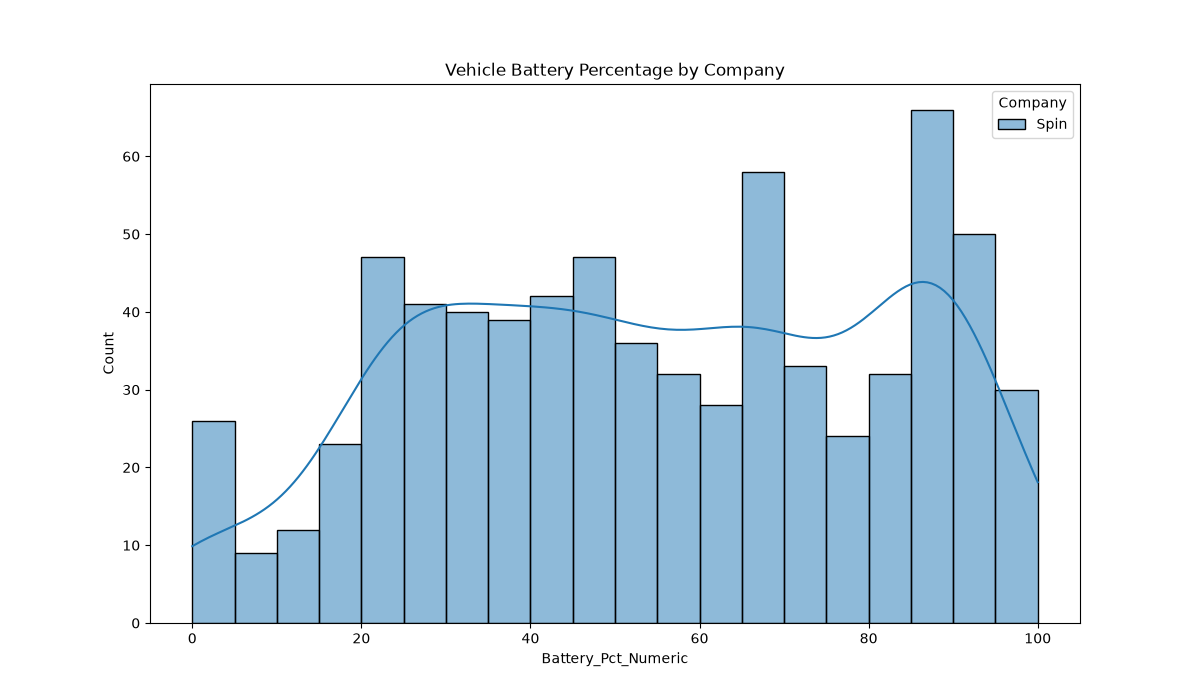 Vehicle Battery Percentage by Company
Company
Spin
60
50
40
30
20
10
0
Count
0 20 40 60 80 100
Battery_Pct_Numeric